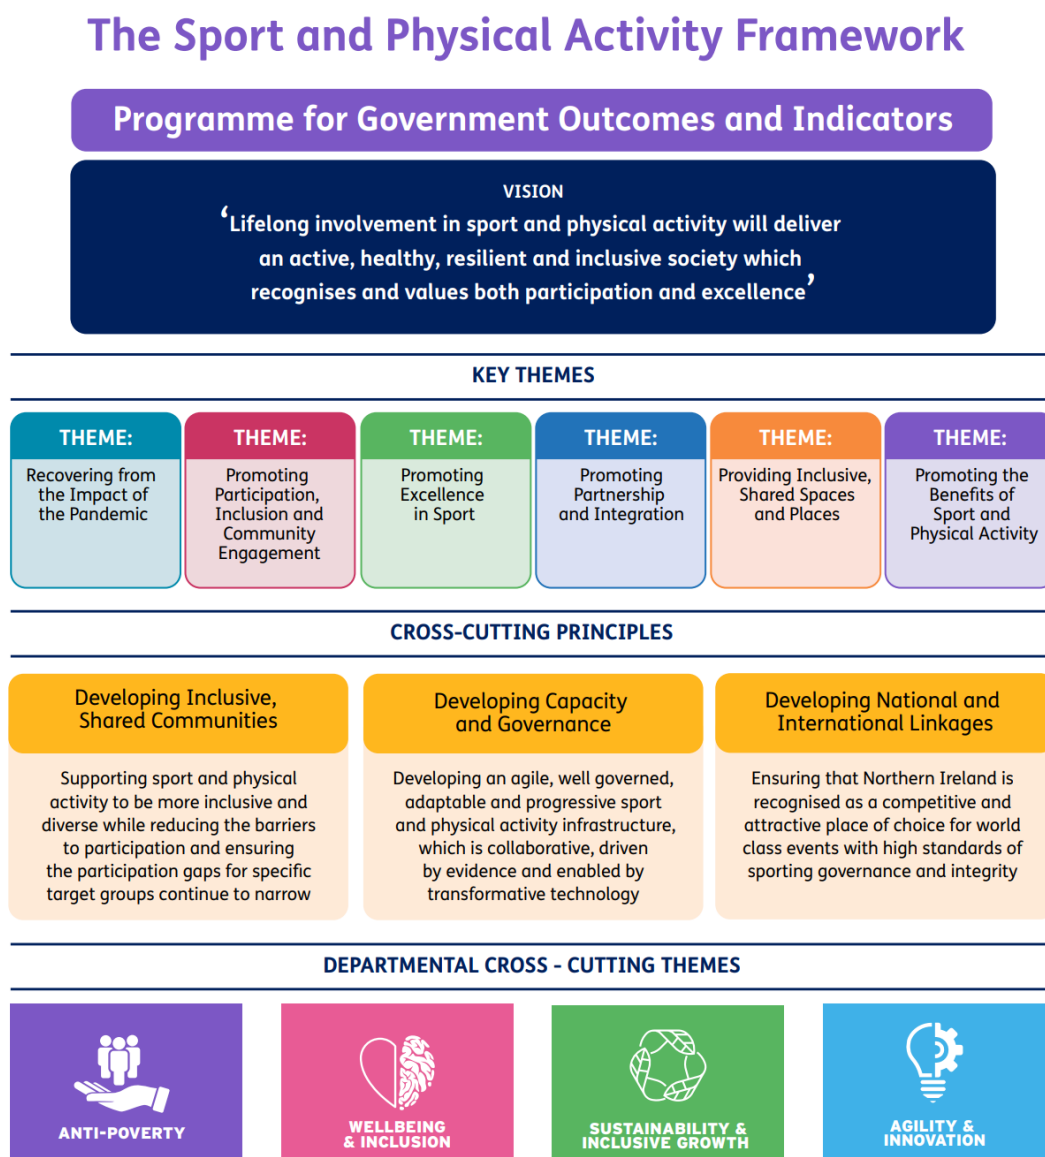 The Sport and Physical Activity Framework
Programme for Government Outcomes and Indicators
VISION
‘Lifelong involvement in sport and physical activity will deliver
an active, healthy, resilient and inclusive society which
recognises and values both participation and excellence’
KEY THEMES
THEME:
Recovering from
the Impact of
the Pandemic
THEME:
Promoting
Participation,
Inclusion and
Community
Engagement
THEME:
Promoting
Excellence
in Sport
THEME:
Promoting
Partnership
and Integration
THEME:
Providing Inclusive,
Shared Spaces
and Places
THEME:
Promoting the
Benefits of
Sport and
Physical Activity
CROSS-CUTTING PRINCIPLES
Developing Inclusive,
Shared Communities
Supporting sport and physical
activity to be more inclusive and
diverse while reducing the barriers
to participation and ensuring
the participation gaps for specific
target groups continue to narrow
Developing Capacity
and Governance
Developing an agile, well governed,
adaptable and progressive sport
and physical activity infrastructure,
which is collaborative, driven
by evidence and enabled by
transformative technology
Developing National and
International Linkages
Ensuring that Northern Ireland is
recognised as a competitive and
attractive place of choice for world
class events with high standards of
sporting governance and integrity
DEPARTMENTAL CROSS - CUTTING THEMES
ANTI-POVERTY
WELLBEING
& INCLUSION
SUSTAINABILITY &
INCLUSIVE GROWTH
AGILITY &
INNOVATION